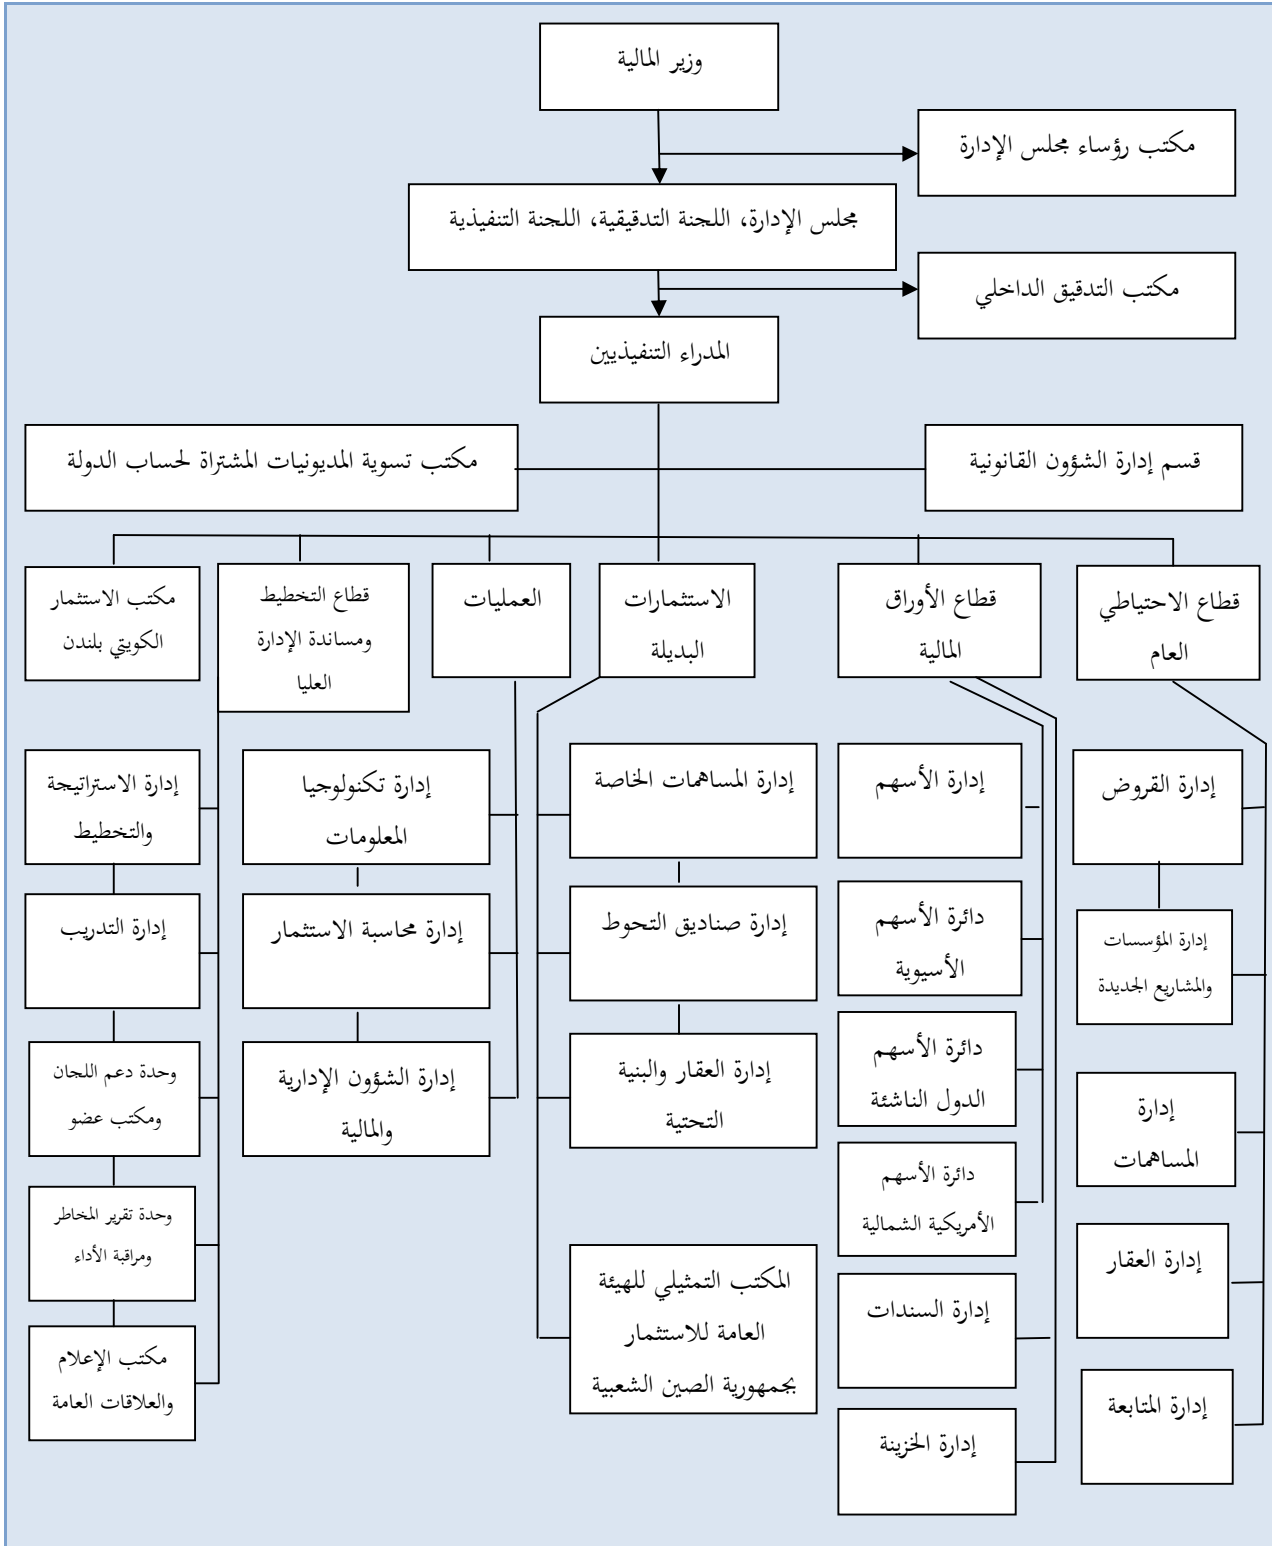 وزير المالية
مكتب رؤساء مجلس الإدارة
مجلس الإدارة، اللجنة التدقيقية، اللجنة التنفيذية
مكتب التدقيق الداخلي
المدراء التنفيذيين
قسم إدارة الشؤون القانونية
مكتب تسوية المديونيات المشتراة لحساب الدولة
قطاع الاحتياطي
العام
قطاع الأوراق
المالية
الاستثمارات
البديلة
العمليات
قطاع التخطيط
ومساندة الإدارة
العليا
مكتب الاستثمار
الكويتي بلندن
إدارة القروض
إدارة المؤسسات
والمشاريع الجديدة
إدارة
المساهمات
إدارة العقار
إدارة المتابعة
إدارة الأسهم
دائرة الأسهم
الأسيوية
دائرة الأسهم
الدول الناشئة
دائرة الأسهم
الأمريكية الشمالية
إدارة السندات
إدارة الخزينة
إدارة المساهمات الخاصة
إدارة صناديق التحوط
إدارة العقار والبنية
التحتية
المكتب التمثيلي للهيئة
العامة للاستثمار
بجمهورية الصين الشعبية
إدارة تكنولوجيا
المعلومات
إدارة محاسبة الاستثمار
إدارة الشؤون الإدارية
والمالية
إدارة الاستراتيجة
والتخطيط
إدارة التدريب
وحدة دعم اللجان
ومكتب عضو
وحدة تقرير المخاطر
ومراقبة الأداء
مكتب الإعلام
والعلاقات العامة